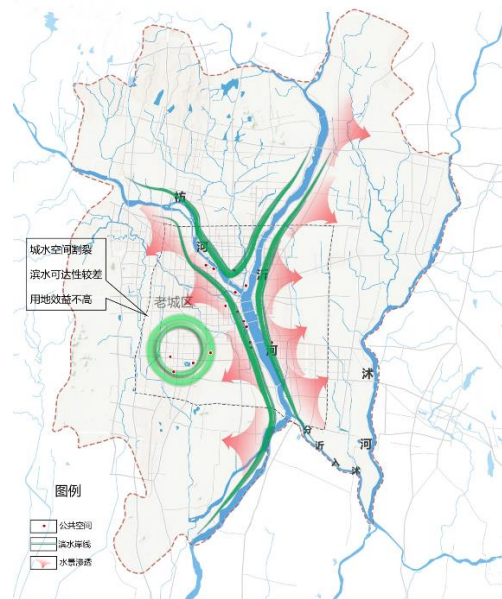 祊
河
沂
河
城水空间割裂
滨水可达性较差
用地效益不高
老城区
沭
河
分沂入沭
图例
公共空间
滨水岸线
水景渗透